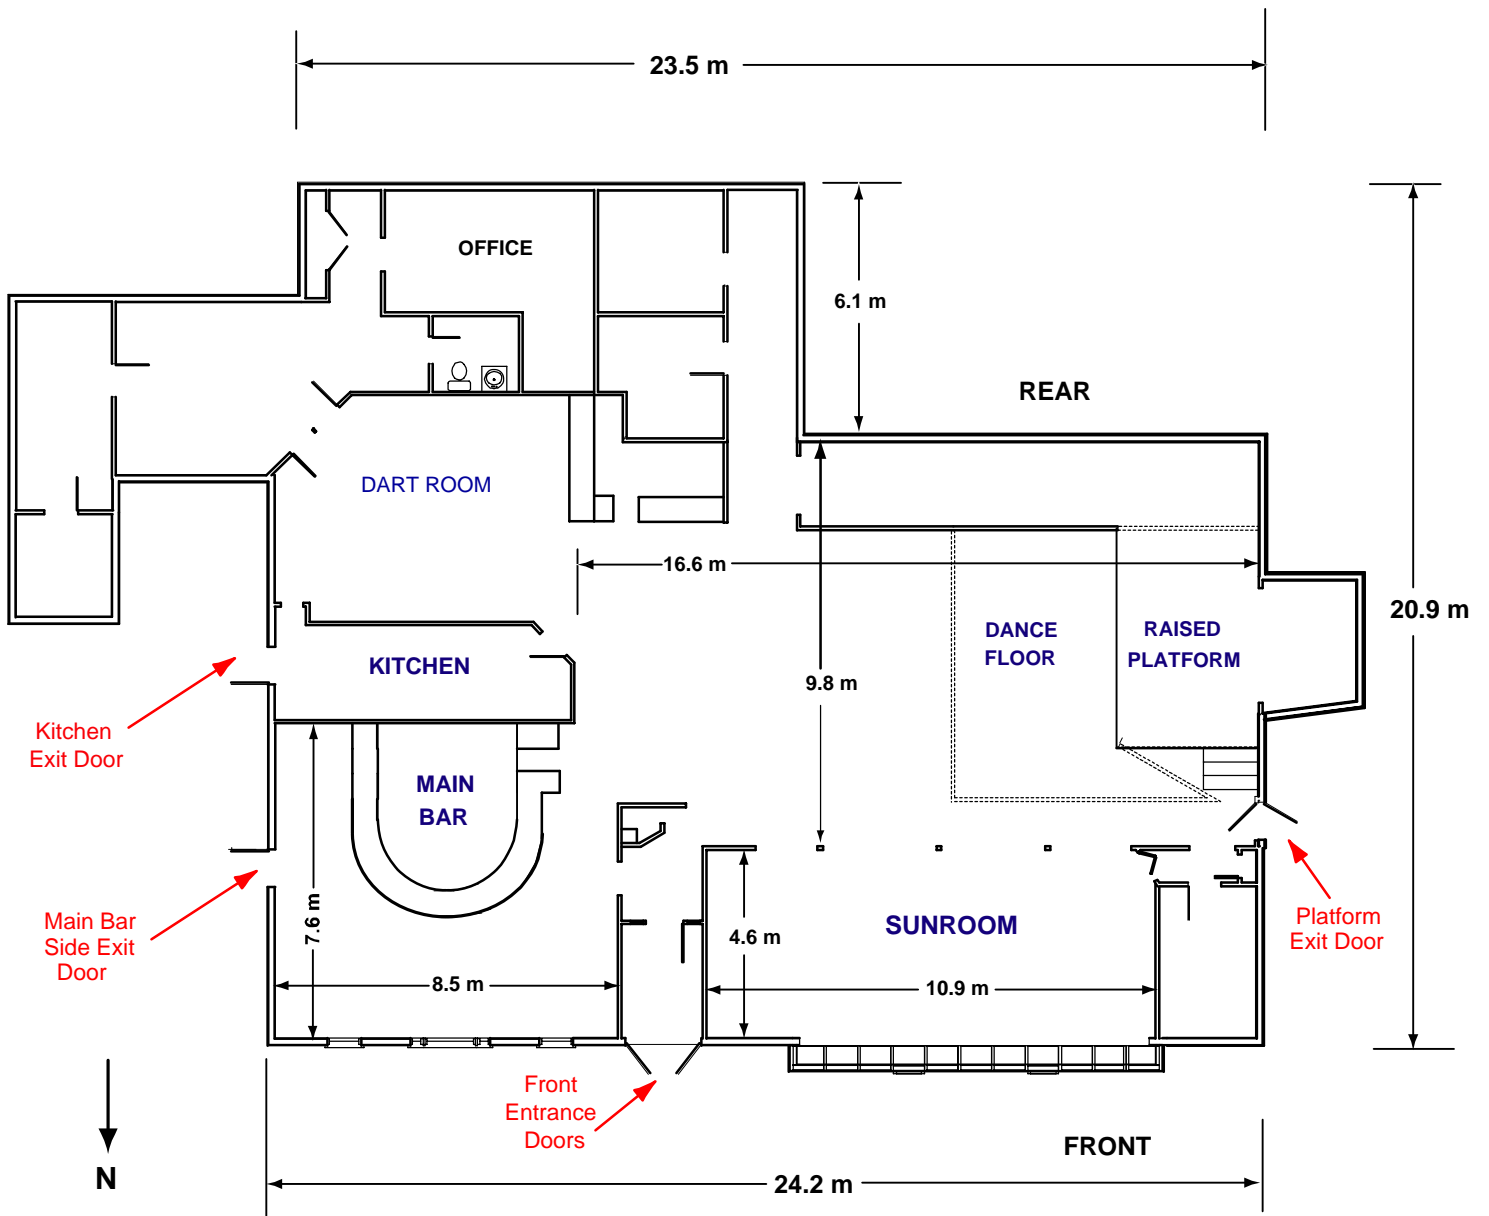 23.5 m
OFFICE
6.1 m
REAR
DART ROOM
16.6 m
20.9 m
DANCE
FLOOR
RAISED
PLATFORM
KITCHEN
9.8 m
Kitchen
Exit Door
MAIN
BAR
7.6 m
Main Bar
Side Exit
Door
4.6 m
SUNROOM
Platform
Exit Door
8.5 m
10.9 m
Front
Entrance
Doors
FRONT
N
24.2 m